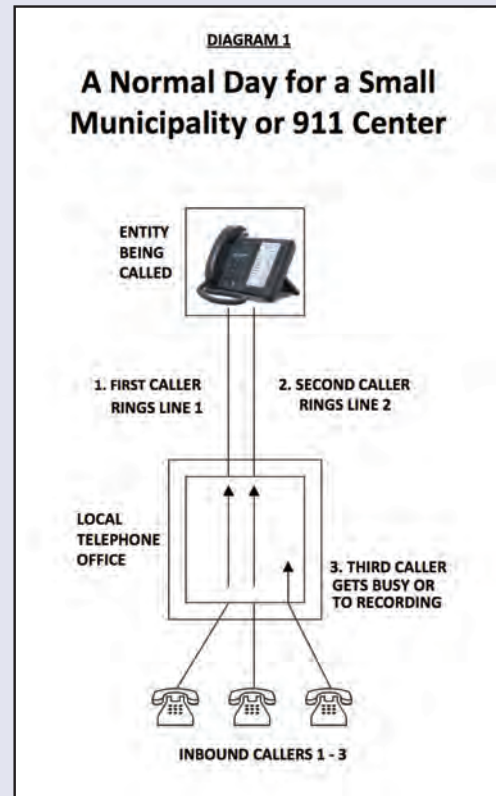 DIAGRAM 1
A Normal Day for a Small
Municipality or 911 Center
ENTITY
BEING
CALLED
1. FIRST CALLER
RINGS LINE 1
2. SECOND CALLER
RINGS LINE 2
LOCAL
TELEPHONE
OFFICE
3. THIRD CALLER
GETS BUSY OR
TO RECORDING
INBOUND CALLERS 1 - 3